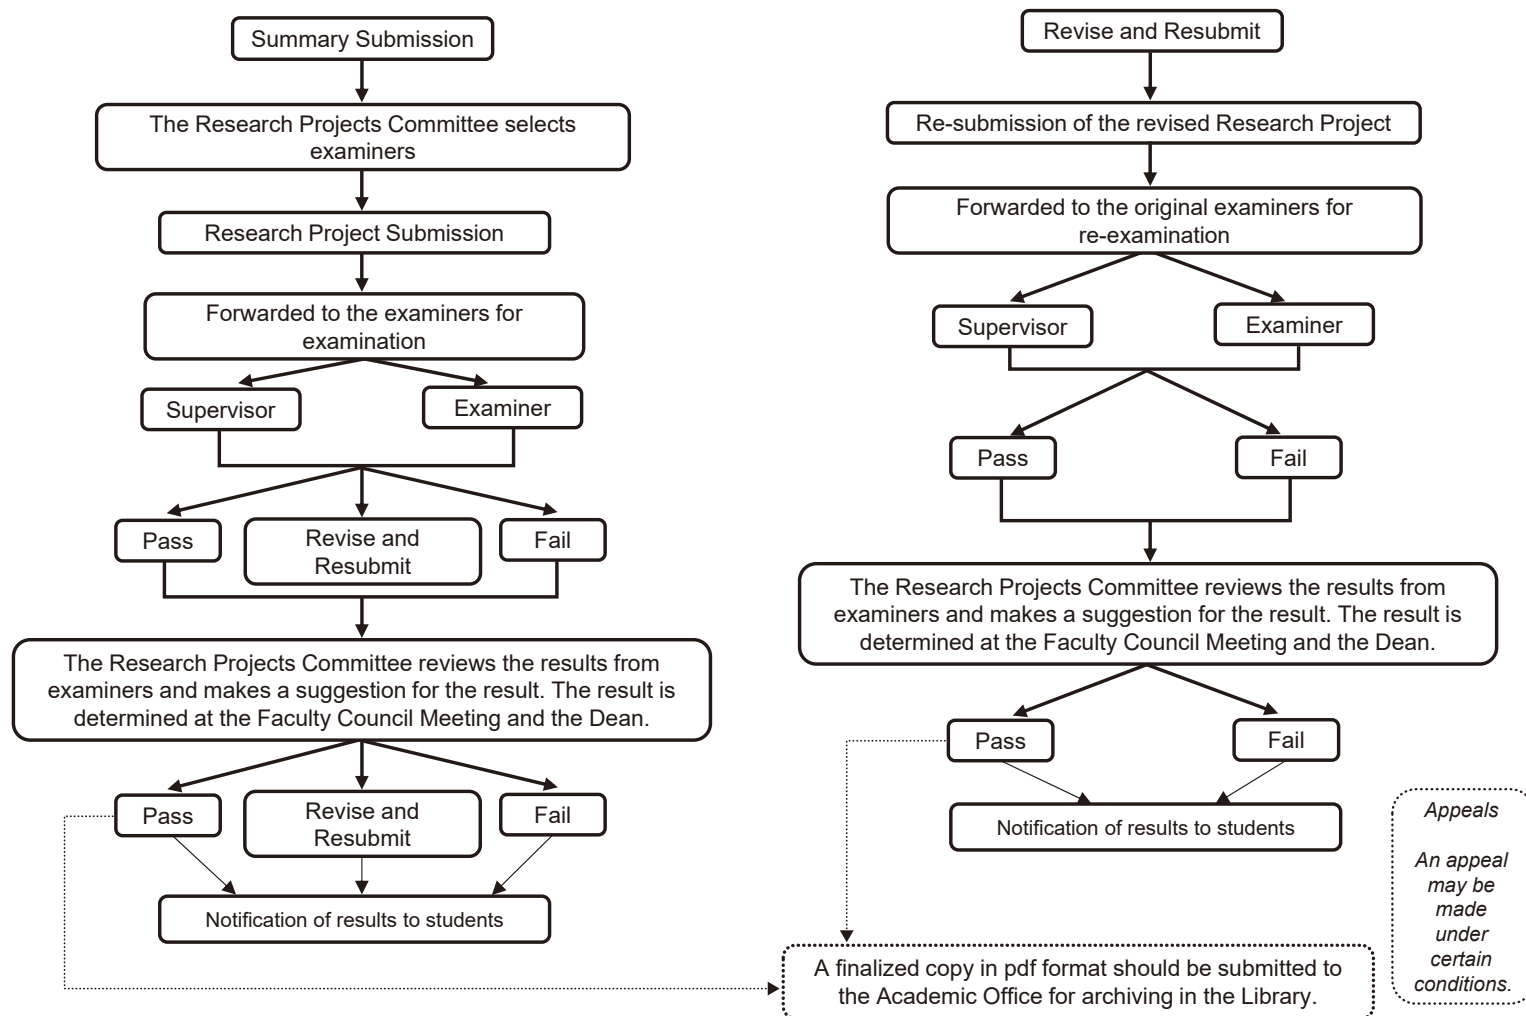 Summary Submission
The Research Projects Committee selects
examiners
Research Project Submission
Forwarded to the examiners for
examination
Supervisor
Examiner
Pass
Revise and
Resubmit
Fail
The Research Projects Committee reviews the results from
examiners and makes a suggestion for the result. The result is
determined at the Faculty Council Meeting and the Dean.
Pass
Revise and
Resubmit
Fail
Notification of results to students
Revise and Resubmit
Re-submission of the revised Research Project
Forwarded to the original examiners for
re-examination
Supervisor
Examiner
Pass
Fail
The Research Projects Committee reviews the results from
examiners and makes a suggestion for the result. The result is
determined at the Faculty Council Meeting and the Dean.
Pass
Fail
Notification of results to students
A finalized copy in pdf format should be submitted to
the Academic Office for archiving in the Library.
Appeals
An appeal
may be
made
under
certain
conditions.